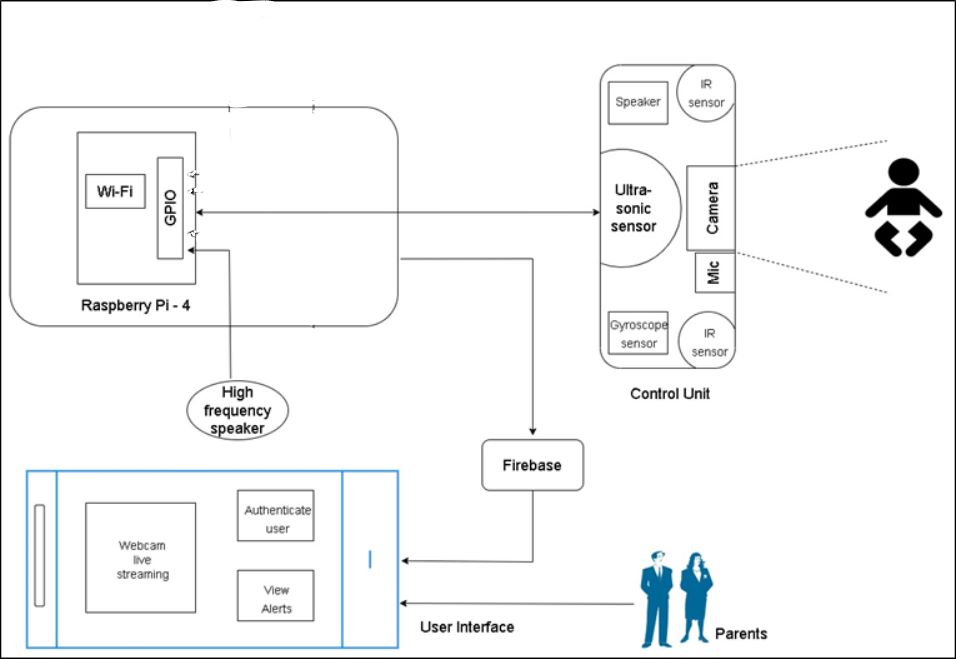 Speaker
IR
sensor
Wi-Fi
GPIO
Ultra-
sonic
sensor
Camera
Mic
Raspberry Pi - 4
Gyroscope
sensor
IR
sensor
Control Unit
High
frequency
speaker
Firebase
Webcam
live
streaming
Authenticate
user
View
Alerts
User Interface
Parents